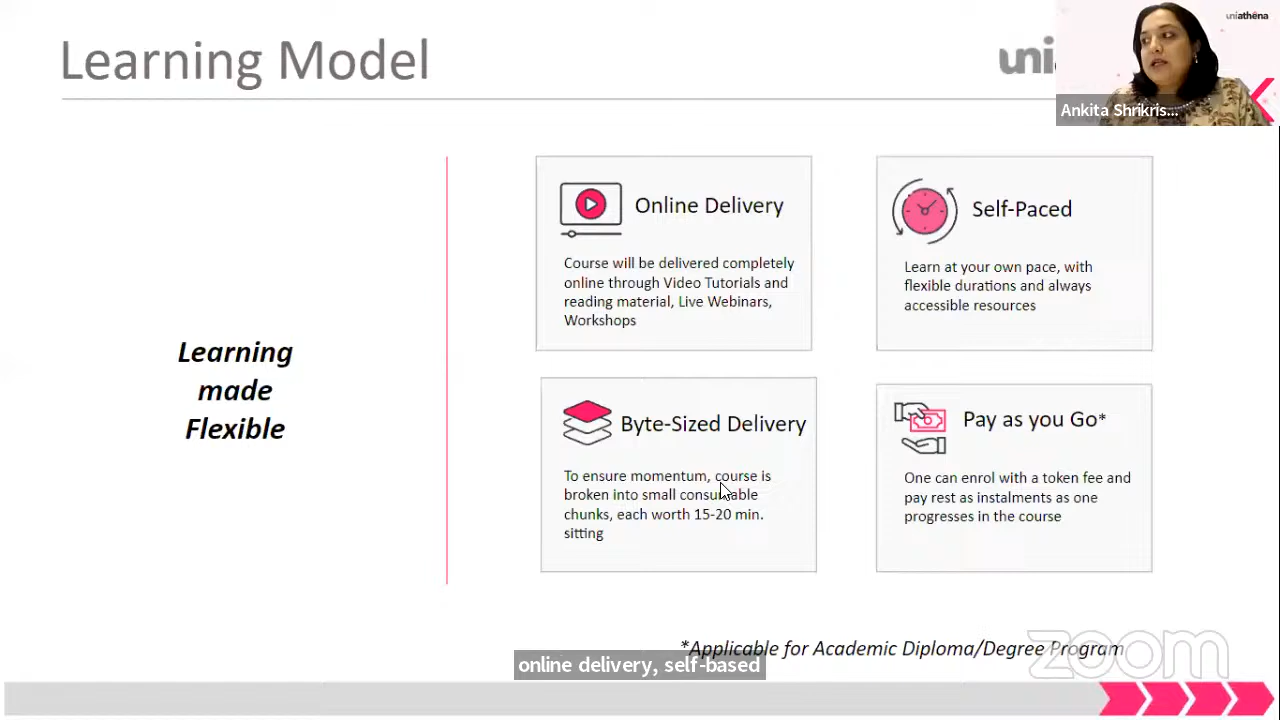 Learning Model
uni
uniathena
Ankita Shrikris...
Learning
made
Flexible
Online Delivery
Course will be delivered completely
online through Video Tutorials and
reading material, Live Webinars,
Workshops
Self-Paced
Learn at your own pace, with
flexible durations and always
accessible resources
Byte-Sized Delivery
To ensure momentum, course is
broken into small consumable
chunks, each worth 15-20 min.
sitting
Pay as you Go*
One can enrol with a token fee and
pay rest as instalments as one
progresses in the course
*Applicable for Academic Diploma/Degree Program
zoom
online delivery, self-based